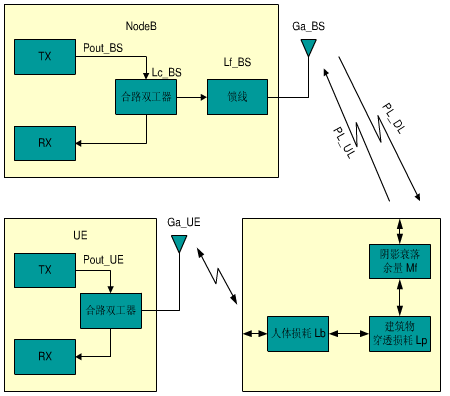 NodeB
Ga_BS
TX
Pout_BS
Lc_BS
Lf_BS
合路双工器
馈线
RX
PL_UL
PL_DL
UE
Ga_UE
TX
Pout_UE
合路双工器
RX
阴影衰落
余量 Mf
人体损耗 Lb
建筑物
穿透损耗 Lp